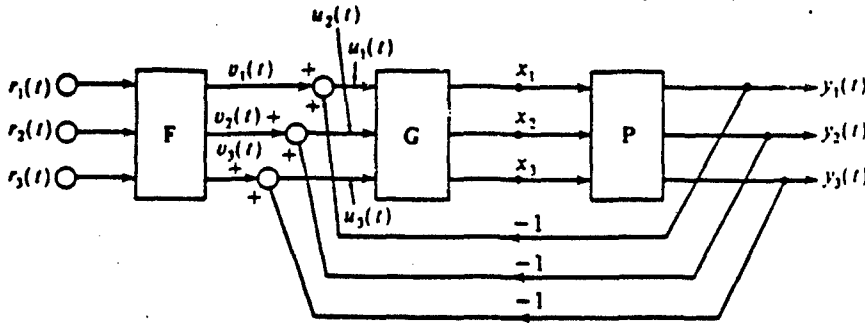 u₂(t)
u₁(t)
r₁(t) v₁(t) + x₁ y₁(t)
+
r₂(t) F v₂(t) + G x₂ P y₂(t)
+
v₃(t)
r₃(t) + x₃ y₃(t)
+
u₃(t)
−1
−1
−1